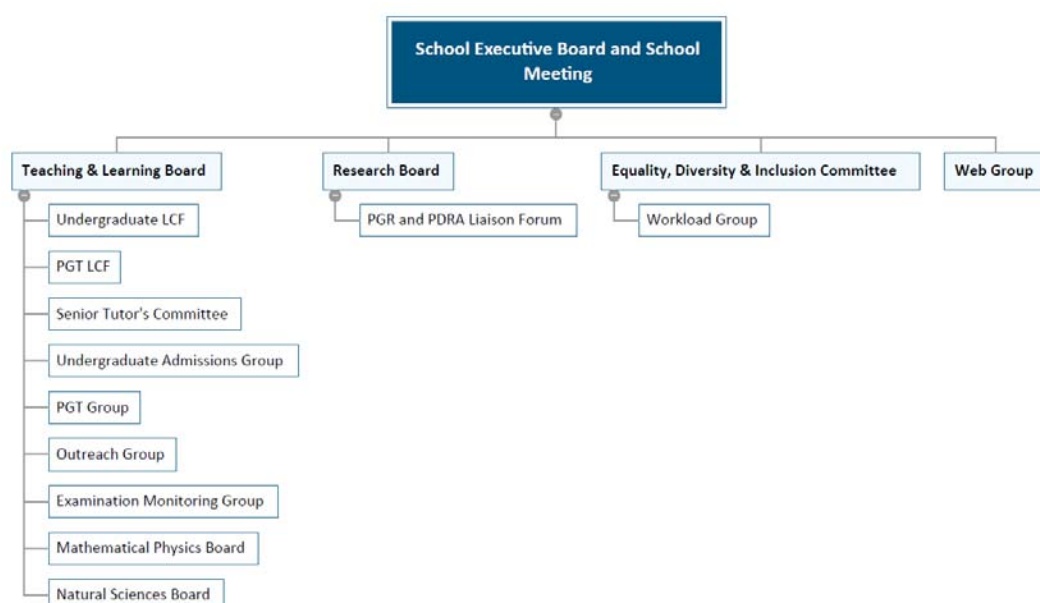 School Executive Board and School
Meeting
Teaching & Learning Board
Research Board
Equality, Diversity & Inclusion Committee
Web Group
Undergraduate LCF
PGR and PDRA Liaison Forum
Workload Group
PGT LCF
Senior Tutor's Committee
Undergraduate Admissions Group
PGT Group
Outreach Group
Examination Monitoring Group
Mathematical Physics Board
Natural Sciences Board